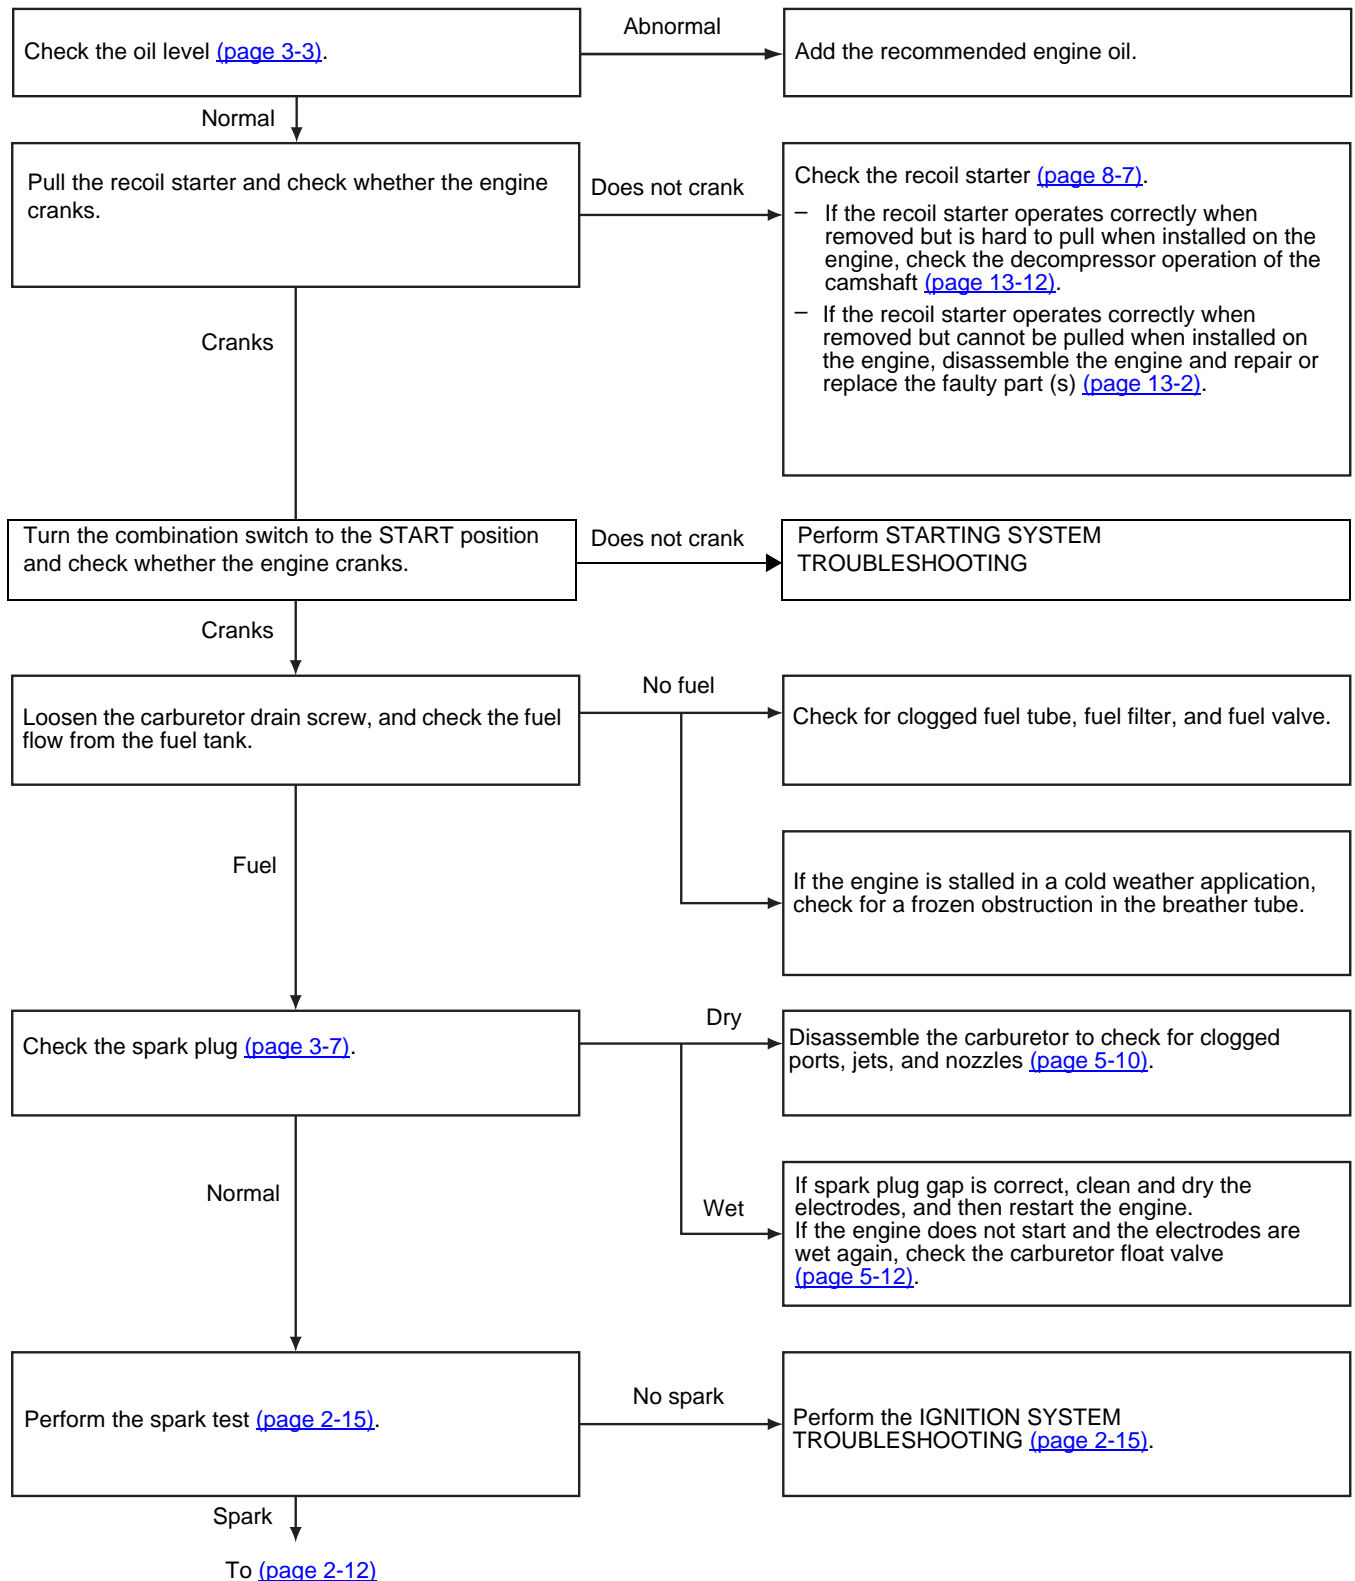 Check the oil level (page 3-3).
Abnormal
Add the recommended engine oil.
Normal
Pull the recoil starter and check whether the engine
cranks.
Does not crank
Check the recoil starter (page 8-7).
– If the recoil starter operates correctly when
removed but is hard to pull when installed on the
engine, check the decompressor operation of the
camshaft (page 13-12).
– If the recoil starter operates correctly when
removed but cannot be pulled when installed on
the engine, disassemble the engine and repair or
replace the faulty part (s) (page 13-2).
Cranks
Turn the combination switch to the START position
and check whether the engine cranks.
Does not crank
Perform STARTING SYSTEM
TROUBLESHOOTING
Cranks
Loosen the carburetor drain screw, and check the fuel
flow from the fuel tank.
No fuel
Check for clogged fuel tube, fuel filter, and fuel valve.
If the engine is stalled in a cold weather application,
check for a frozen obstruction in the breather tube.
Fuel
Check the spark plug (page 3-7).
Dry
Disassemble the carburetor to check for clogged
ports, jets, and nozzles (page 5-10).
Wet
If spark plug gap is correct, clean and dry the
electrodes, and then restart the engine.
If the engine does not start and the electrodes are
wet again, check the carburetor float valve
(page 5-12).
Normal
Perform the spark test (page 2-15).
No spark
Perform the IGNITION SYSTEM
TROUBLESHOOTING (page 2-15).
Spark
To (page 2-12)